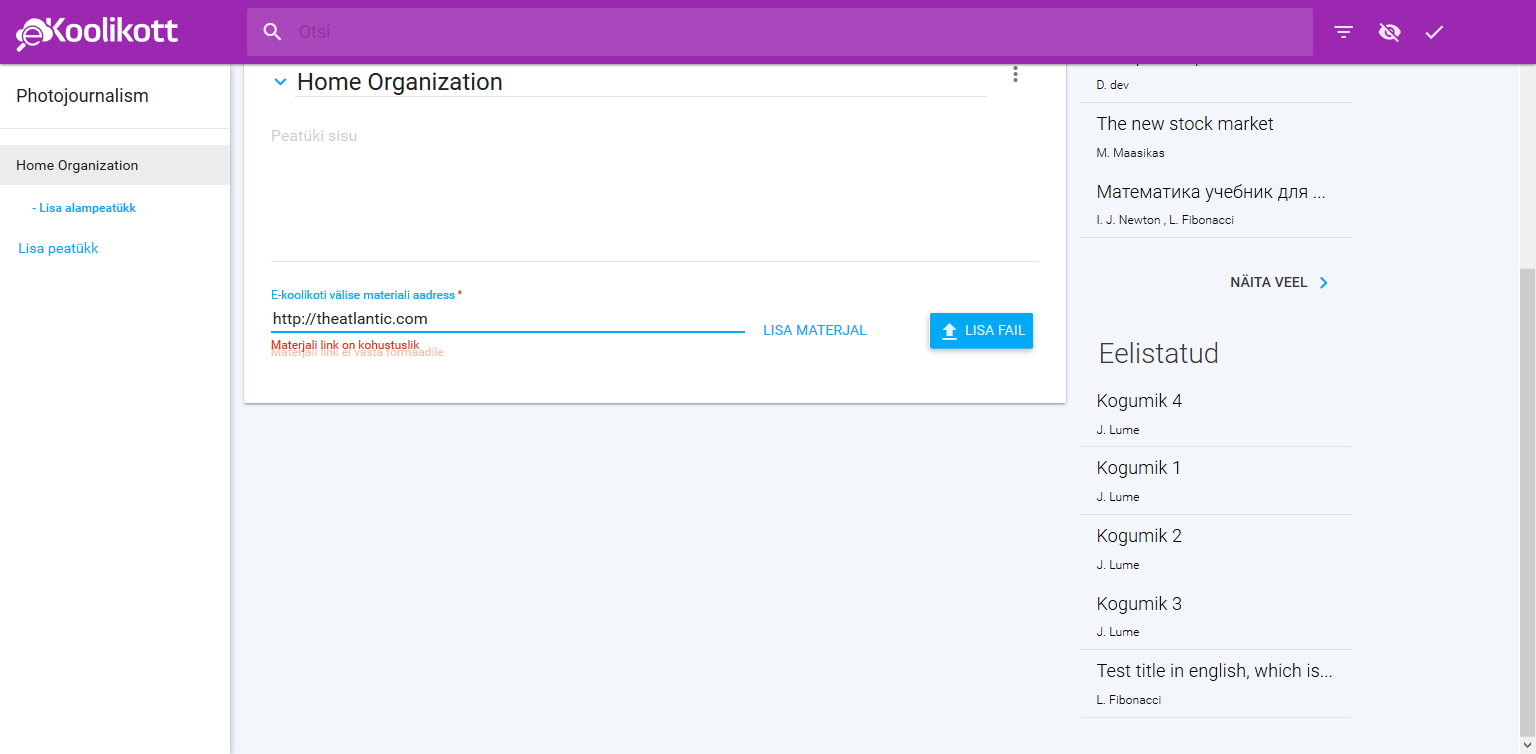 eKoolikott
Otsi
Photojournalism
Home Organization
- Lisa alampeatükk
Lisa peatükk
Home Organization
Peatüki sisu
E-koolikoti välise materiali aadress *
http://theatlantic.com
LISA MATERJAL
LISA FAIL
Materjali link on kohustuslik
Materjali link ei vasta formaadile
D. dev
The new stock market
M. Maasikas
Математика учебник для ...
I. J. Newton , L. Fibonacci
NÄITA VEEL
Eelistatud
Kogumik 4
J. Lume
Kogumik 1
J. Lume
Kogumik 2
J. Lume
Kogumik 3
J. Lume
Test title in english, which is...
L. Fibonacci